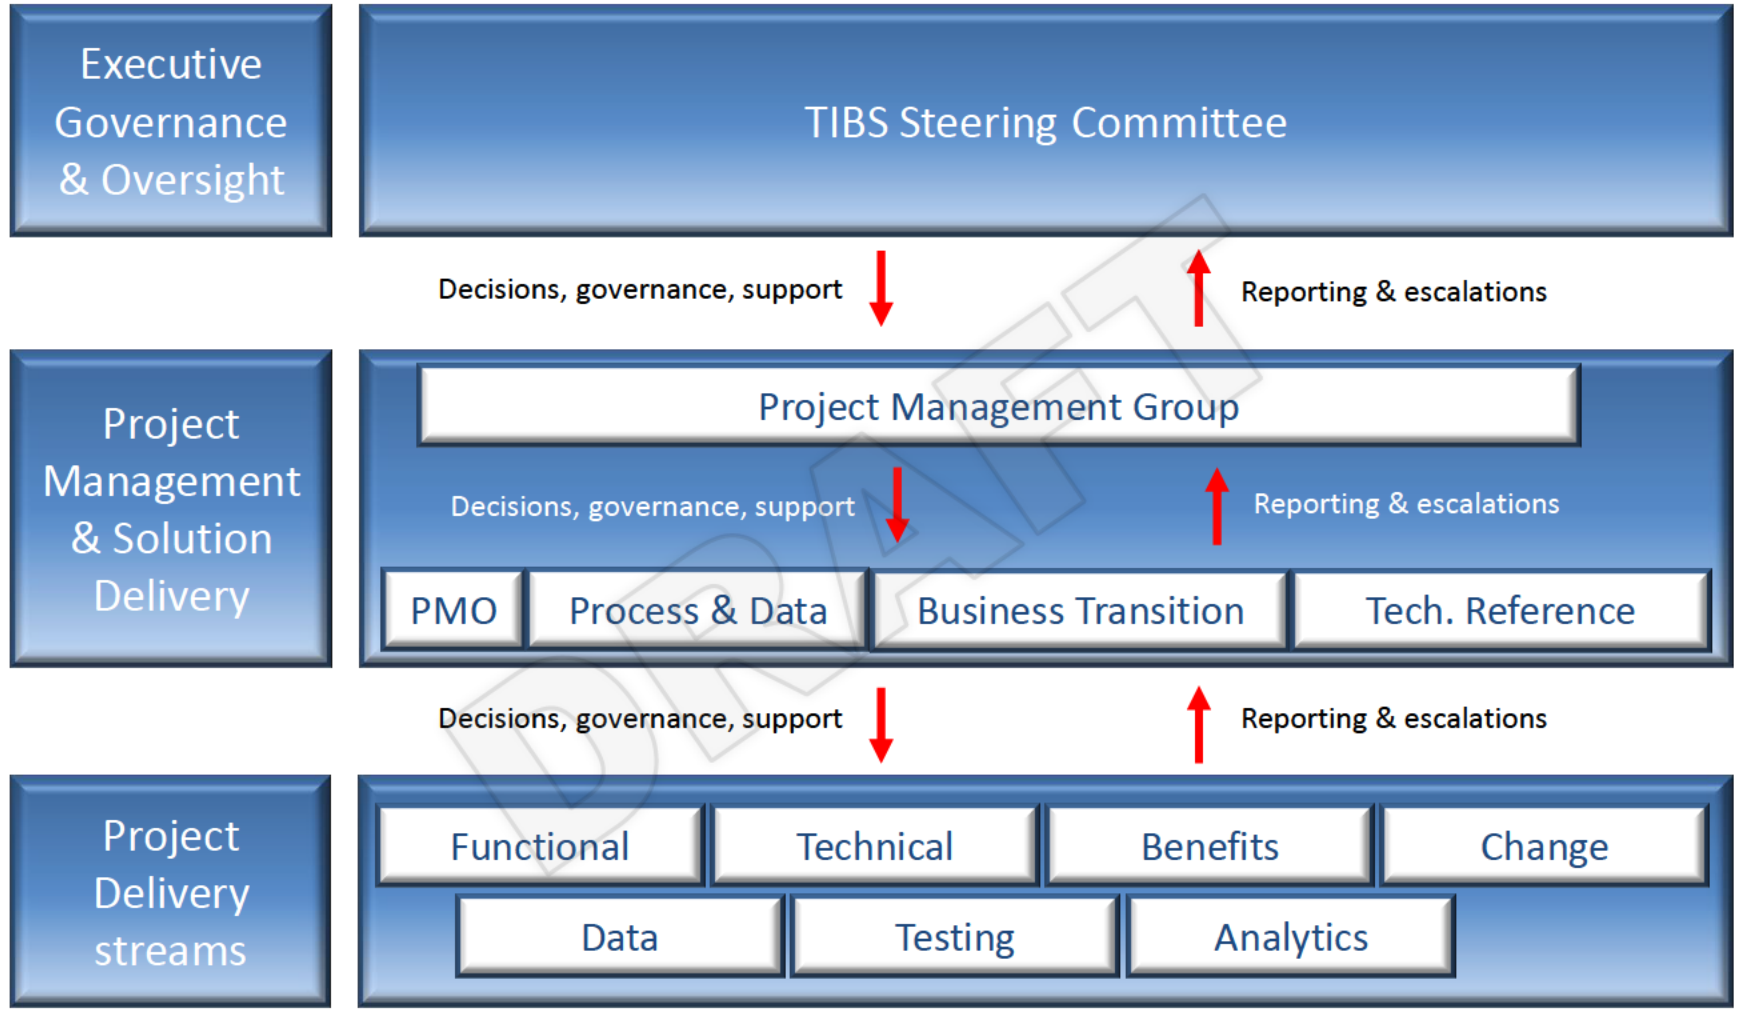 Executive
Governance
& Oversight
TIBS Steering Committee
Decisions, governance, support
Reporting & escalations
Project
Management
& Solution
Delivery
Project Management Group
Decisions, governance, support
Reporting & escalations
PMO
Process & Data
Business Transition
Tech. Reference
Decisions, governance, support
Reporting & escalations
Project
Delivery
streams
Functional
Technical
Benefits
Change
Data
Testing
Analytics
DRAFT